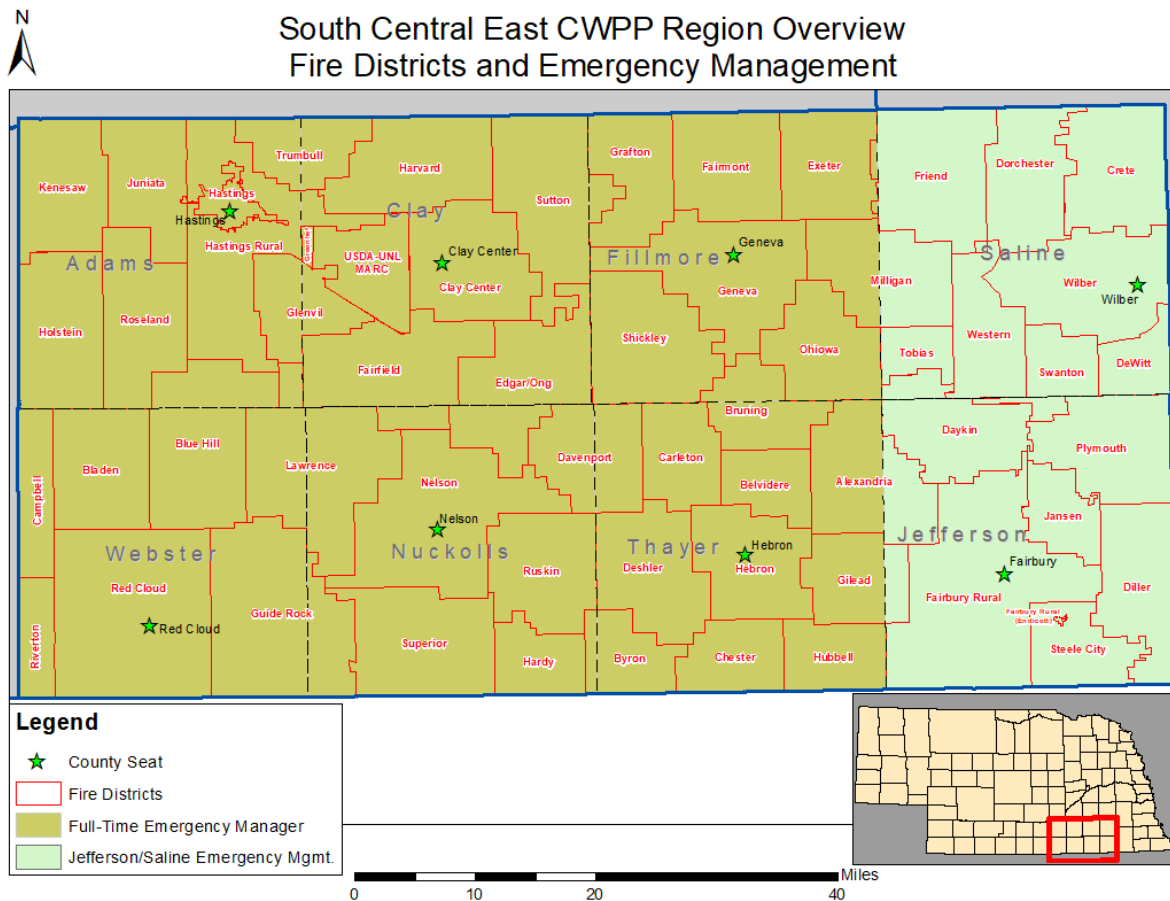 N
South Central East CWPP Region Overview
Fire Districts and Emergency Management
Kenesaw
Juniata
Trumbull
Hastings
Hastings
Hastings Rural
Harvard
Clay
Sutton
Grafton
Fairmont
Exeter
Friend
Dorchester
Crete
Adams
Greenleaf
USDA-UNL
MARC
Clay Center
Clay Center
Fillmore
Geneva
Geneva
Saline
Milligan
Wilber
Wilber
Holstein
Roseland
Glenvil
Fairfield
Edgar/Ong
Shickley
Ohiowa
Tobias
Western
Swanton
DeWitt
Campbell
Bladen
Blue Hill
Lawrence
Nelson
Nelson
Davenport
Carleton
Bruning
Belvidere
Alexandria
Daykin
Plymouth
Jansen
Webster
Nuckolls
Thayer
Jefferson
Red Cloud
Red Cloud
Riverton
Guide Rock
Ruskin
Superior
Hardy
Deshler
Hebron
Hebron
Gilead
Byron
Chester
Hubbell
Fairbury
Fairbury Rural
Fairbury Rural
(Endicott)
Diller
Steele City
Legend
County Seat
Fire Districts
Full-Time Emergency Manager
Jefferson/Saline Emergency Mgmt.
Miles
0 10 20 40